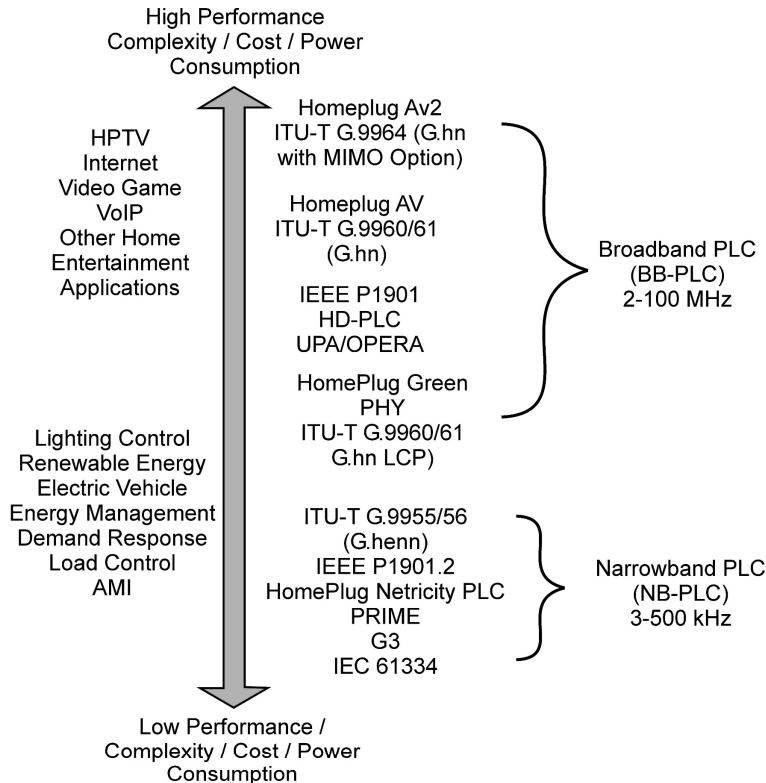 High Performance
Complexity / Cost / Power
Consumption
HPTV
Internet
Video Game
VoIP
Other Home
Entertainment
Applications
Lighting Control
Renewable Energy
Electric Vehicle
Energy Management
Demand Response
Load Control
AMI
Homeplug Av2
ITU-T G.9964 (G.hn
with MIMO Option)
Homeplug AV
ITU-T G.9960/61
(G.hn)
IEEE P1901
HD-PLC
UPA/OPERA
HomePlug Green
PHY
ITU-T G.9960/61
G.hn LCP)
ITU-T G.9955/56
(G.henn)
IEEE P1901.2
HomePlug Netricity PLC
PRIME
G3
IEC 61334
Broadband PLC
(BB-PLC)
2-100 MHz
Narrowband PLC
(NB-PLC)
3-500 kHz
Low Performance /
Complexity / Cost / Power
Consumption